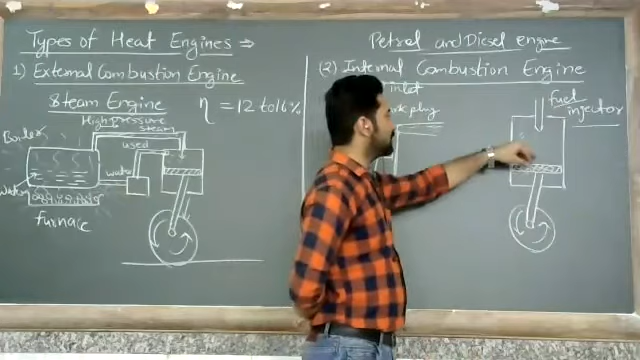 Types of Heat Engines ⇒
1) External Combustion Engine
Steam Engine
η = 12 to 16 %
High pressure
steam
Boiler
used
water
Water
furnace
Petrol and Diesel engine
(2) Internal Combustion Engine
inlet
plug
fuel
injector